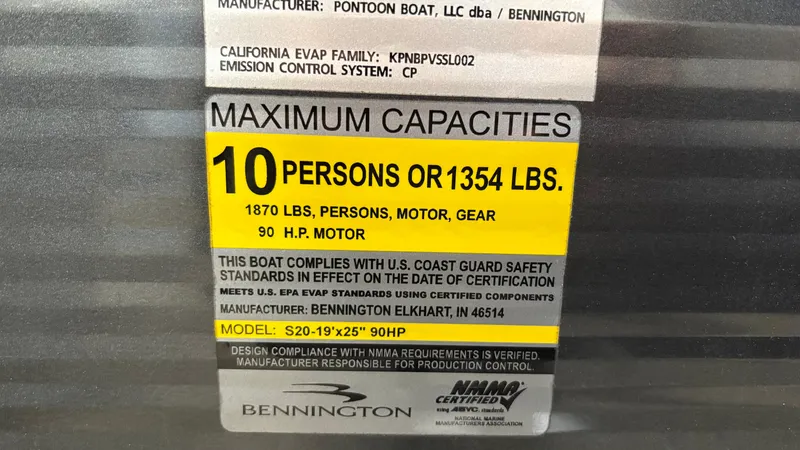 MANUFACTURER: PONTOON BOAT, LLC dba / BENNINGTON
CALIFORNIA EVAP FAMILY: KPNBPVSSL002
EMISSION CONTROL SYSTEM: CP
MAXIMUM CAPACITIES
10 PERSONS OR 1354 LBS.
1870 LBS, PERSONS, MOTOR, GEAR
90 H.P. MOTOR
THIS BOAT COMPLIES WITH U.S. COAST GUARD SAFETY
STANDARDS IN EFFECT ON THE DATE OF CERTIFICATION
MEETS U.S. EPA EVAP STANDARDS USING CERTIFIED COMPONENTS
MANUFACTURER: BENNINGTON ELKHART, IN 46514
MODEL: S20-19'x25" 90HP
DESIGN COMPLIANCE WITH NMMA REQUIREMENTS IS VERIFIED.
MANUFACTURER RESPONSIBLE FOR PRODUCTION CONTROL.
BENNINGTON
NMMA
CERTIFIED
using ABYC standards
NATIONAL MARINE
MANUFACTURERS ASSOCIATION